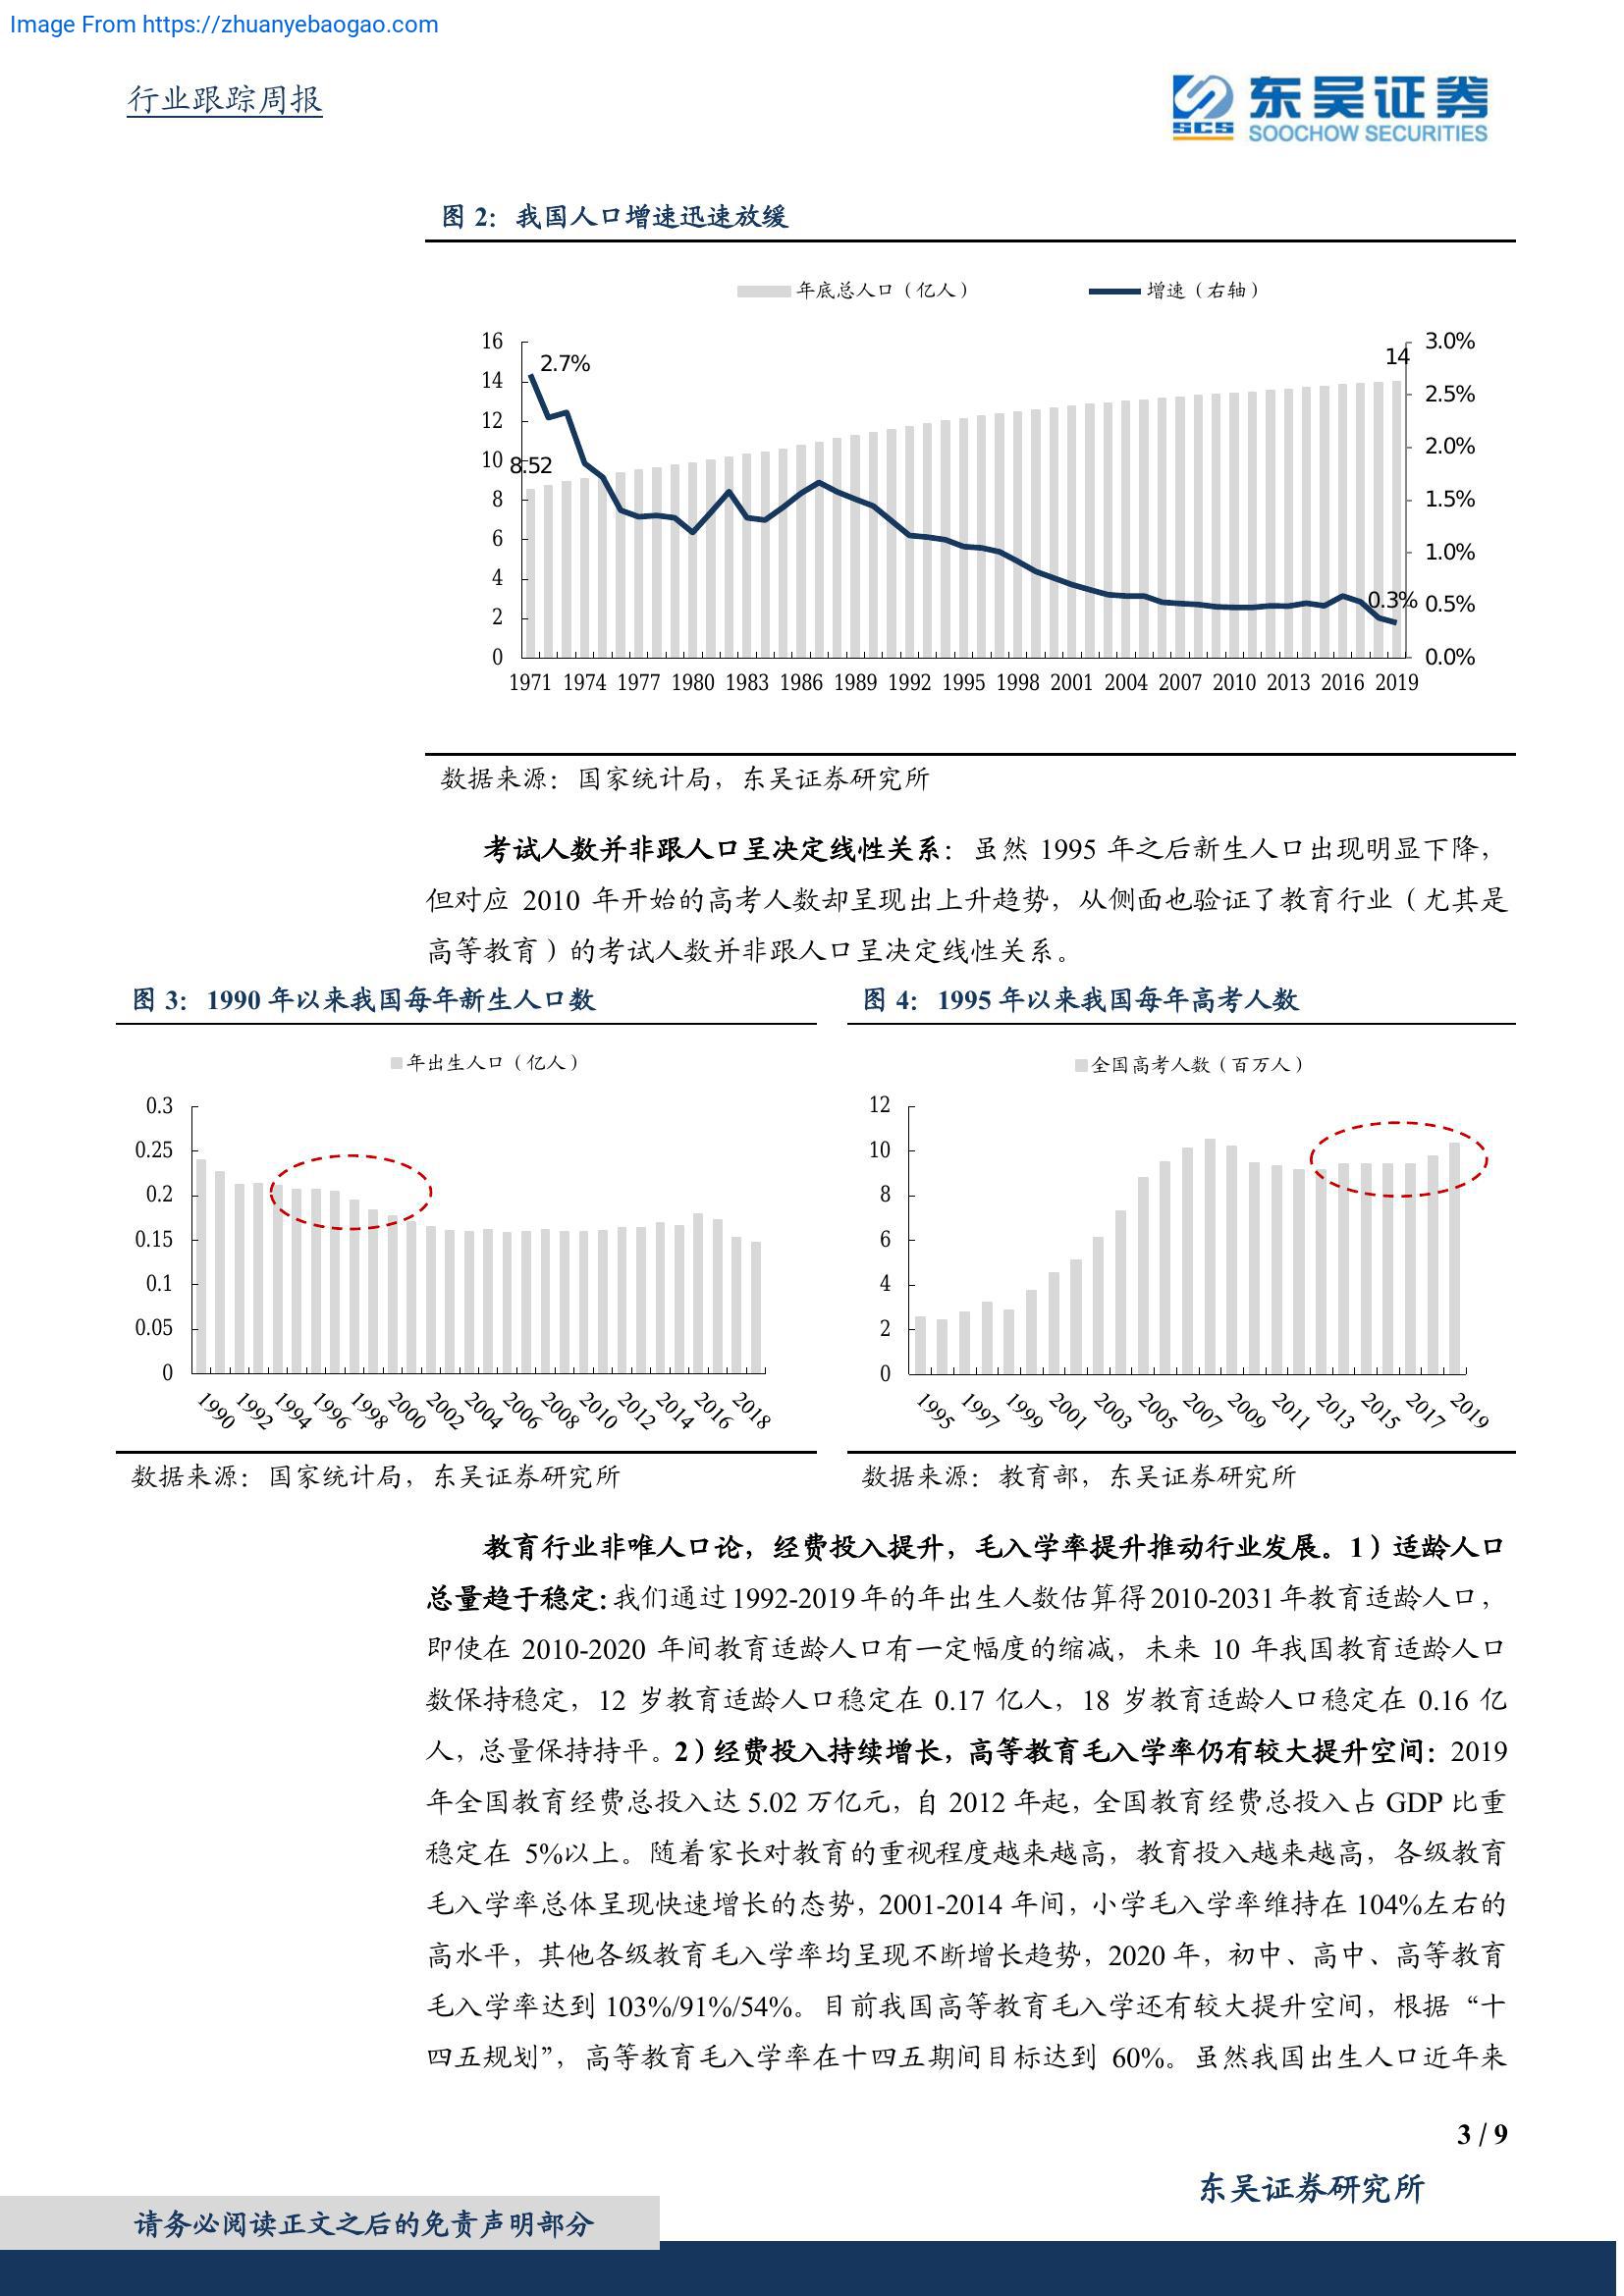 Image From https://zhuanyebaogao.com
行业跟踪周报
东吴证券
SCS
SOOCHOW SECURITIES
图 2：我国人口增速迅速放缓
年底总人口（亿人） 增速（右轴）
16 3.0%
14
2.7%
14 2.5%
12
10 2.0%
8.52
8 1.5%
6
1.0%
4
0.3% 0.5%
2
0 0.0%
1971 1974 1977 1980 1983 1986 1989 1992 1995 1998 2001 2004 2007 2010 2013 2016 2019
数据来源：国家统计局，东吴证券研究所
考试人数并非跟人口呈决定线性关系：虽然 1995 年之后新生人口出现明显下降，
但对应 2010 年开始的高考人数却呈现出上升趋势，从侧面也验证了教育行业（尤其是
高等教育）的考试人数并非跟人口呈决定线性关系。
图 3：1990 年以来我国每年新生人口数
年出生人口（亿人）
0.3
0.25
0.2
0.15
0.1
0.05
0
1990 1992 1994 1996 1998 2000 2002 2004 2006 2008 2010 2012 2014 2016 2018
数据来源：国家统计局，东吴证券研究所
图 4：1995 年以来我国每年高考人数
全国高考人数（百万人）
12
10
8
6
4
2
0
1995 1997 1999 2001 2003 2005 2007 2009 2011 2013 2015 2017 2019
数据来源：教育部，东吴证券研究所
教育行业非唯人口论，经费投入提升，毛入学率提升推动行业发展。1）适龄人口
总量趋于稳定：我们通过 1992-2019 年的年出生人数估算得 2010-2031 年教育适龄人口，
即使在 2010-2020 年间教育适龄人口有一定幅度的缩减，未来 10 年我国教育适龄人口
数保持稳定，12 岁教育适龄人口稳定在 0.17 亿人，18 岁教育适龄人口稳定在 0.16 亿
人，总量保持持平。2）经费投入持续增长，高等教育毛入学率仍有较大提升空间：2019
年全国教育经费总投入达 5.02 万亿元，自 2012 年起，全国教育经费总投入占 GDP 比重
稳定在 5%以上。随着家长对教育的重视程度越来越高，教育投入越来越高，各级教育
毛入学率总体呈现快速增长的态势，2001-2014 年间，小学毛入学率维持在 104%左右的
高水平，其他各级教育毛入学率均呈现不断增长趋势，2020 年，初中、高中、高等教育
毛入学率达到 103%/91%/54%。目前我国高等教育毛入学还有较大提升空间，根据“十
四五规划”，高等教育毛入学率在十四五期间目标达到 60%。虽然我国出生人口近年来
3 / 9
东吴证券研究所
请务必阅读正文之后的免责声明部分